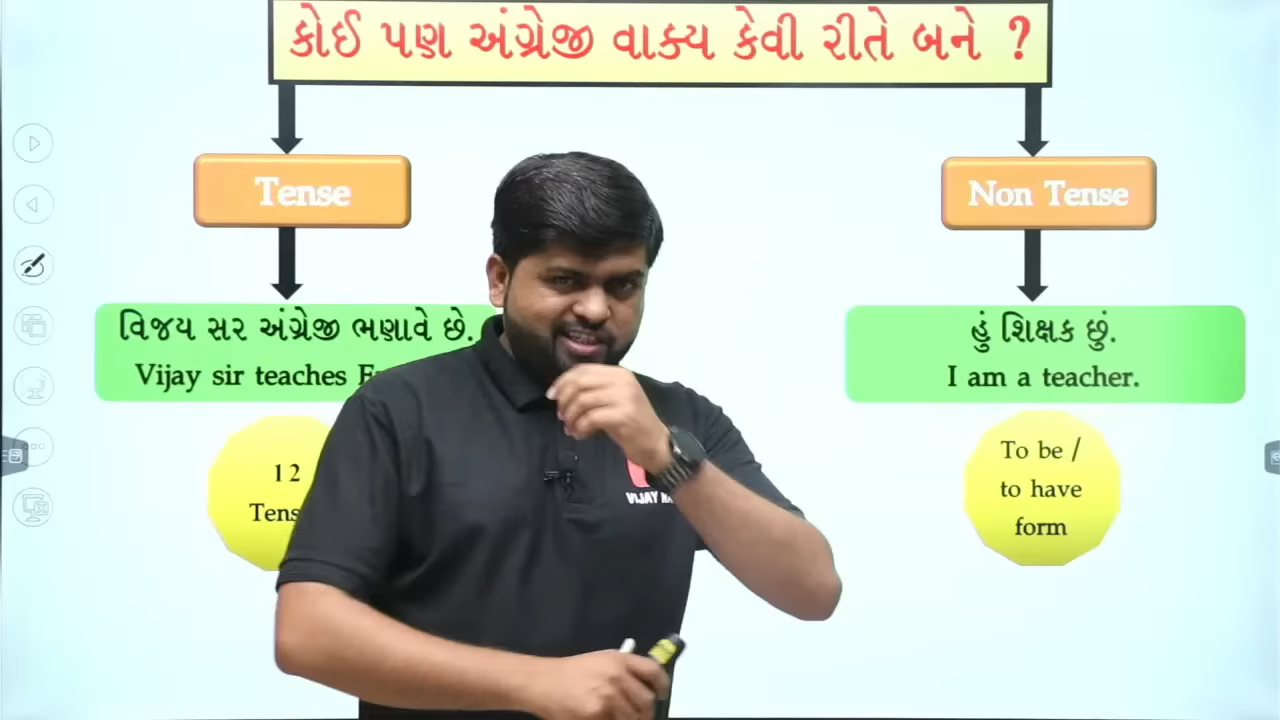 કોઈ પણ અંગ્રેજી વાક્ય કેવી રીતે બને ?
Tense
Non Tense
વિજય સર અંગ્રેજી ભણાવે છે.
Vijay sir teaches
હું શિક્ષક છું.
I am a teacher.
12
To be /
to have
form
VIJAY